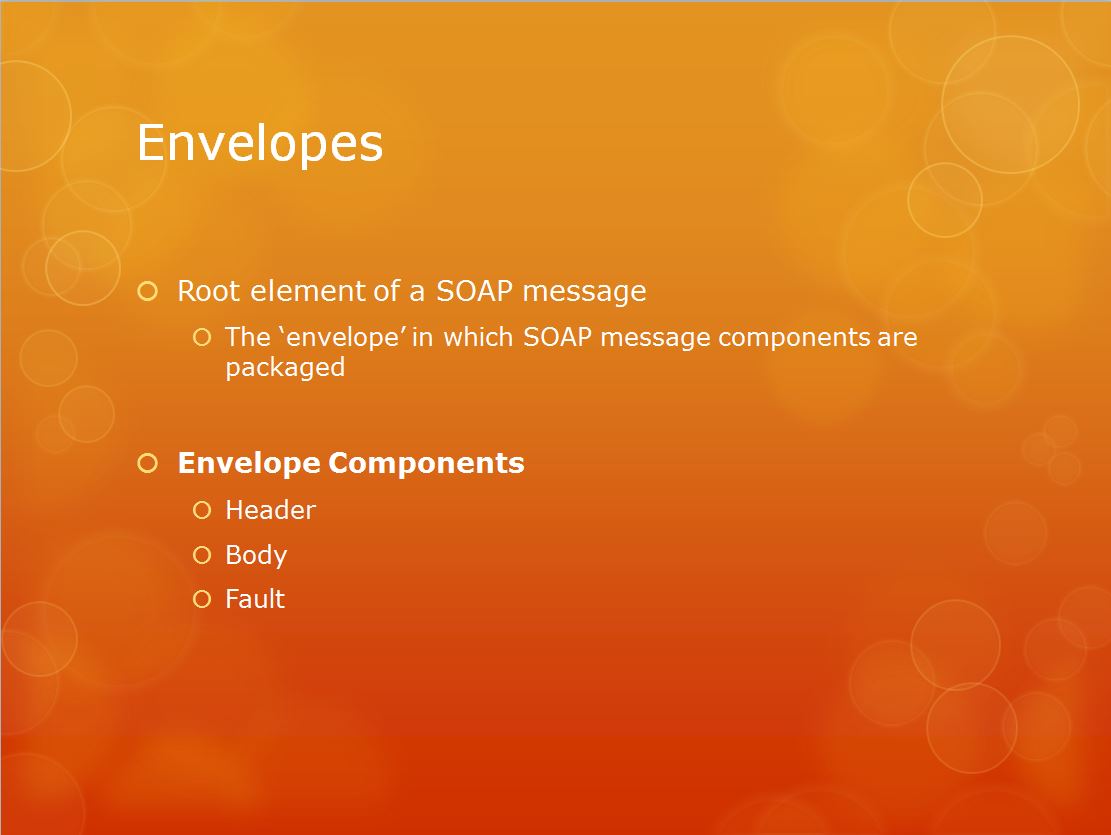 Envelopes
Root element of a SOAP message
The ‘envelope’ in which SOAP message components are
packaged
Envelope Components
Header
Body
Fault